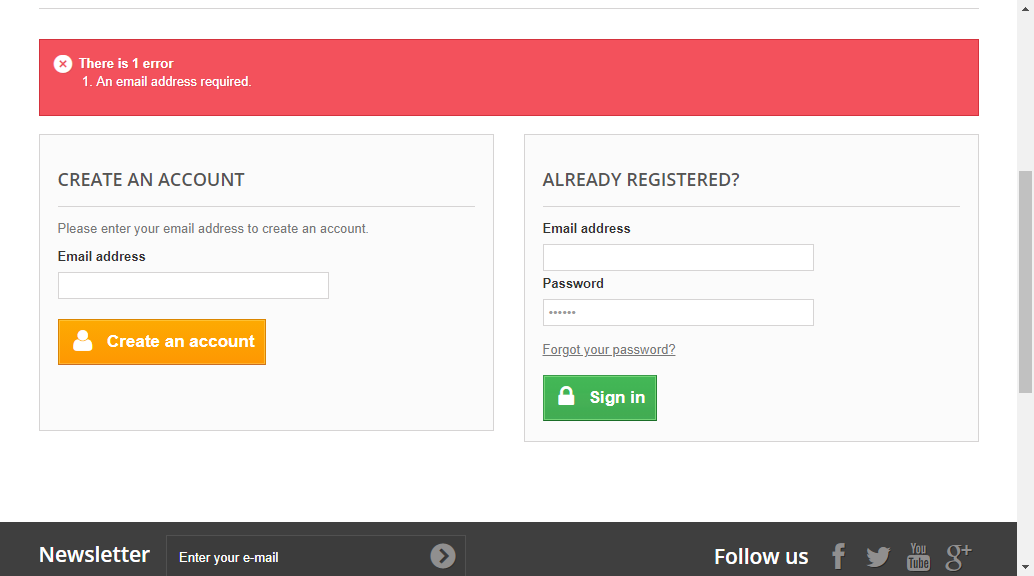 There is 1 error
1. An email address required.
CREATE AN ACCOUNT
Please enter your email address to create an account.
Email address
Create an account
ALREADY REGISTERED?
Email address
Password
••••••
Forgot your password?
Sign in
Newsletter
Enter your e-mail
Follow us
f
You
Tube
g+